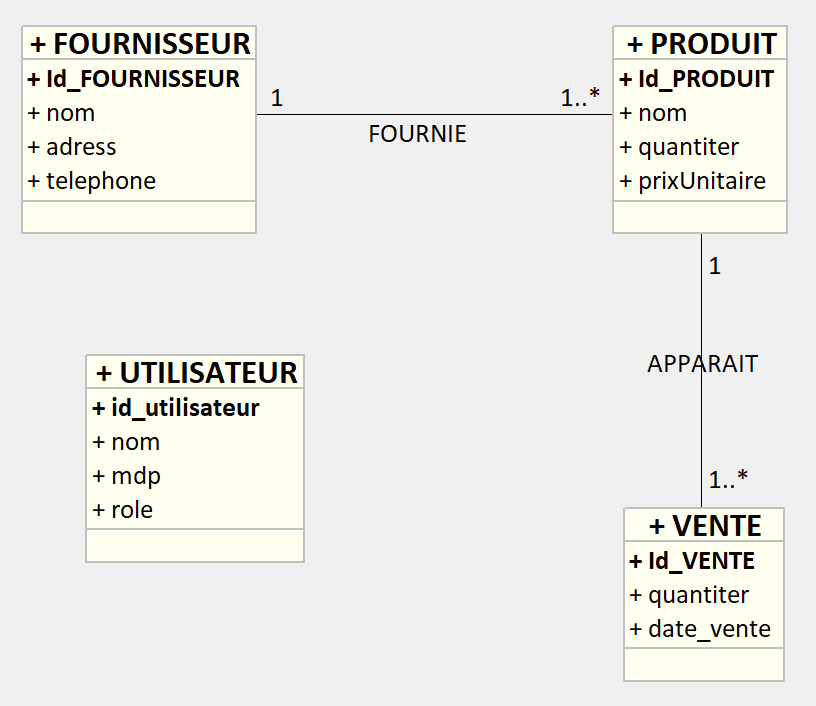 + FOURNISSEUR
+ Id_FOURNISSEUR
+ nom
+ adress
+ telephone
1
1..*
FOURNIE
+ PRODUIT
+ Id_PRODUIT
+ nom
+ quantiter
+ prixUnitaire
1
APPARAIT
1..*
+ UTILISATEUR
+ id_utilisateur
+ nom
+ mdp
+ role
+ VENTE
+ Id_VENTE
+ quantiter
+ date_vente